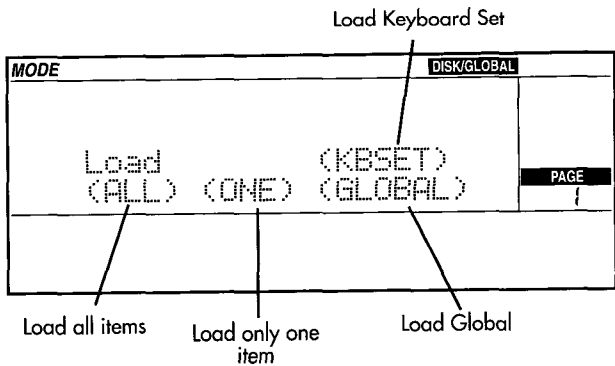 Load Keyboard Set
MODE DISK/GLOBAL
Load (KBSET)
(ALL) (ONE) (GLOBAL)
PAGE
1
Load all items
Load only one
item
Load Global